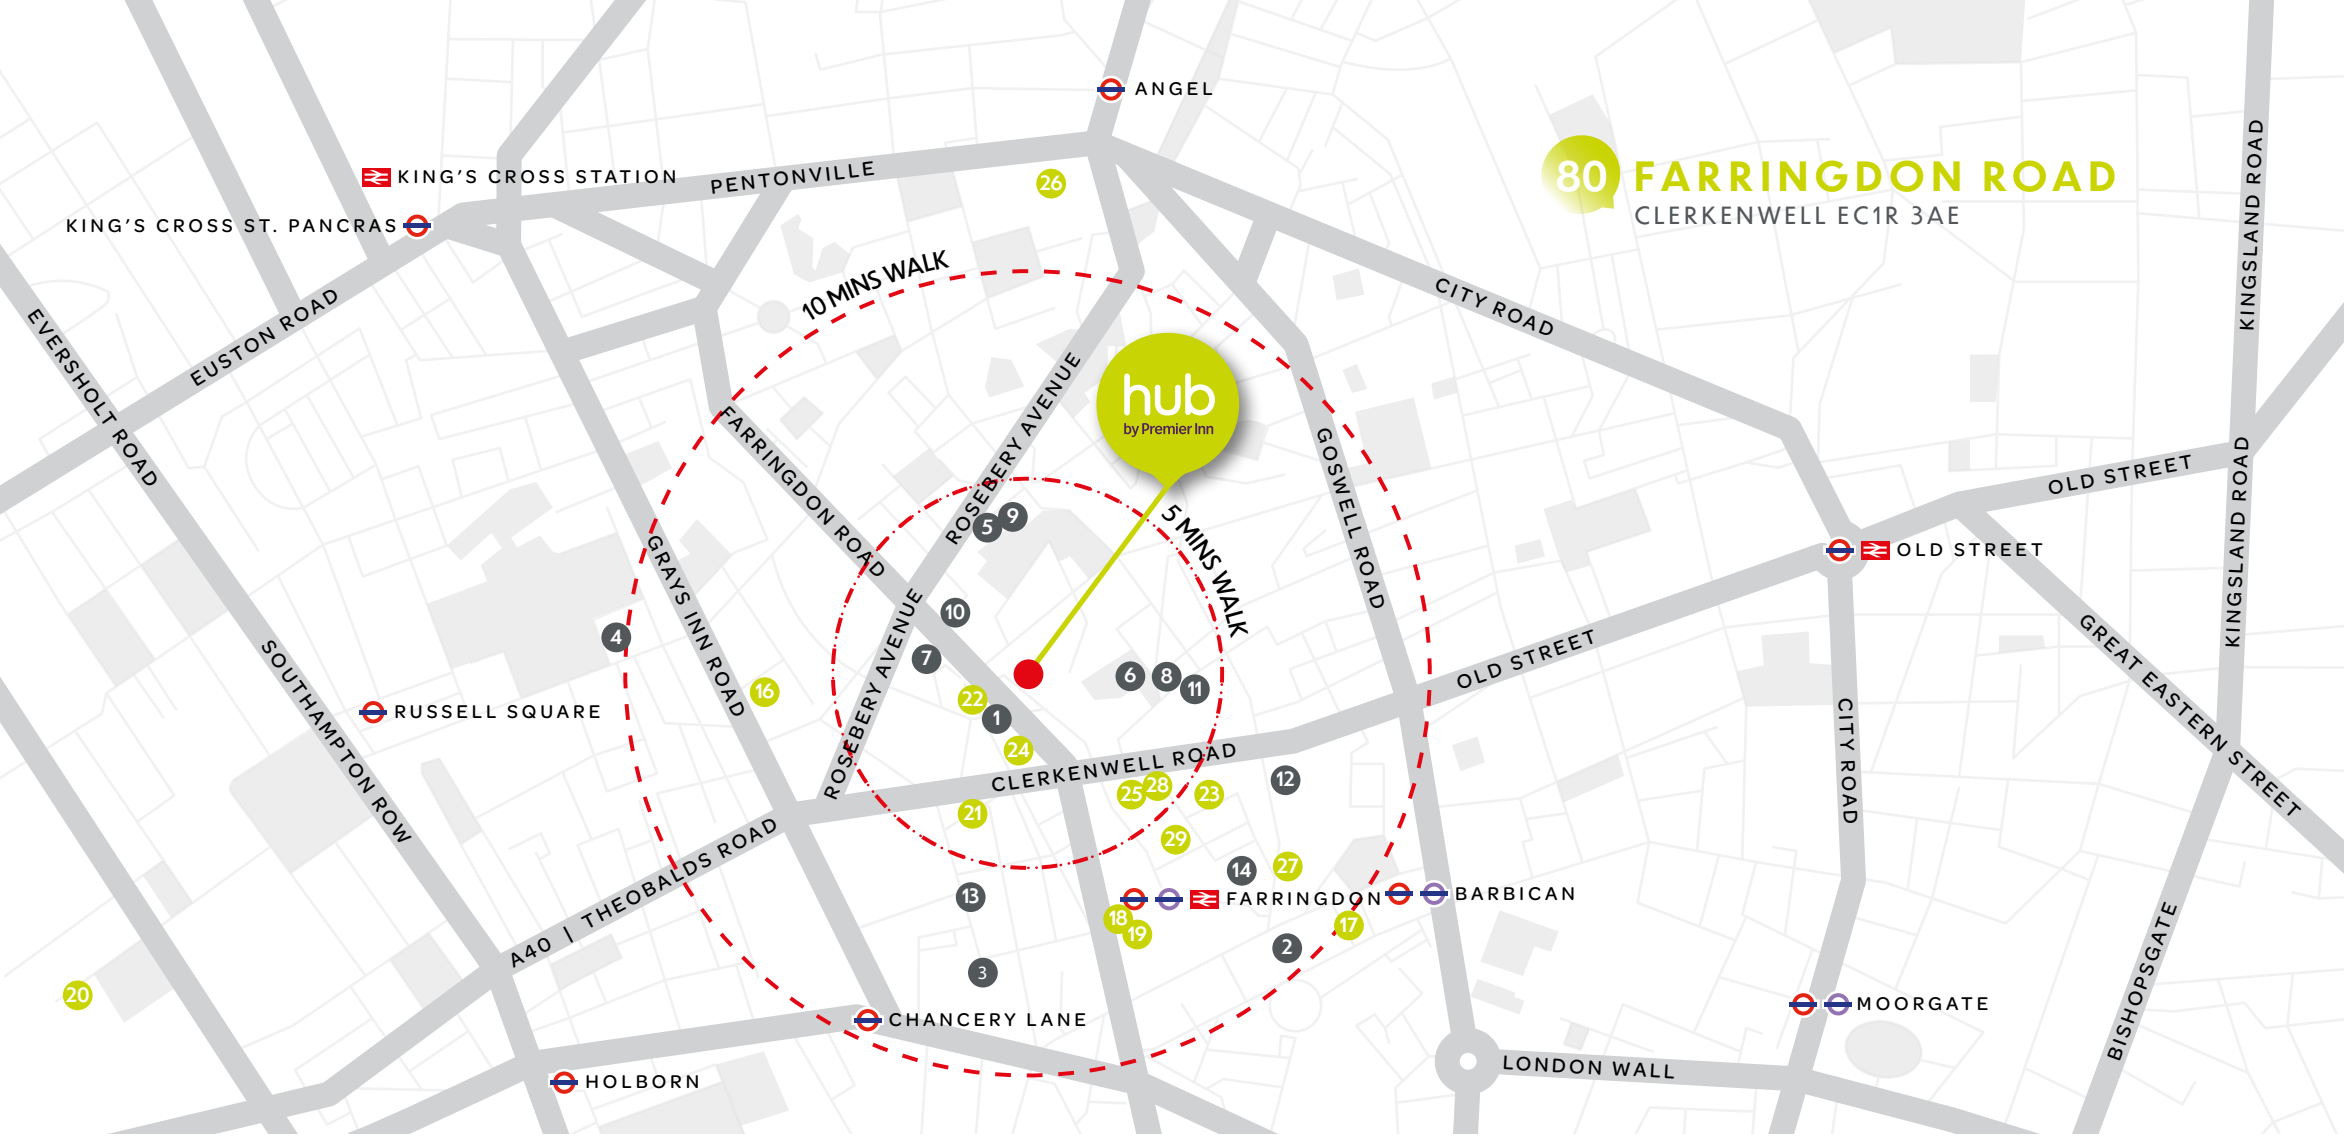 ANGEL
KING'S CROSS STATION
PENTONVILLE
KING'S CROSS ST. PANCRAS
26
80
FARRINGDON ROAD
CLERKENWELL EC1R 3AE
KINGSLAND ROAD
10 MINS WALK
EUSTON ROAD
EVERSHOLT ROAD
CITY ROAD
hub
by Premier Inn
ROSEBERY AVENUE
FARRINGDON ROAD
GOSWELL ROAD
OLD STREET
KINGSLAND ROAD
5
9
5 MINS WALK
OLD STREET
GRAYS INN ROAD
10
4
7
ROSEBERY AVENUE
6
8
11
16
22
1
24
OLD STREET
RUSSELL SQUARE
SOUTHAMPTON ROW
GREAT EASTERN STREET
CITY ROAD
CLERKENWELL ROAD
12
25
28
23
21
29
A40 | THEOBALDS ROAD
14
27
13
FARRINGDON
BARBICAN
18
19
17
2
3
20
BISHOPSGATE
CHANCERY LANE
MOORGATE
HOLBORN
LONDON WALL